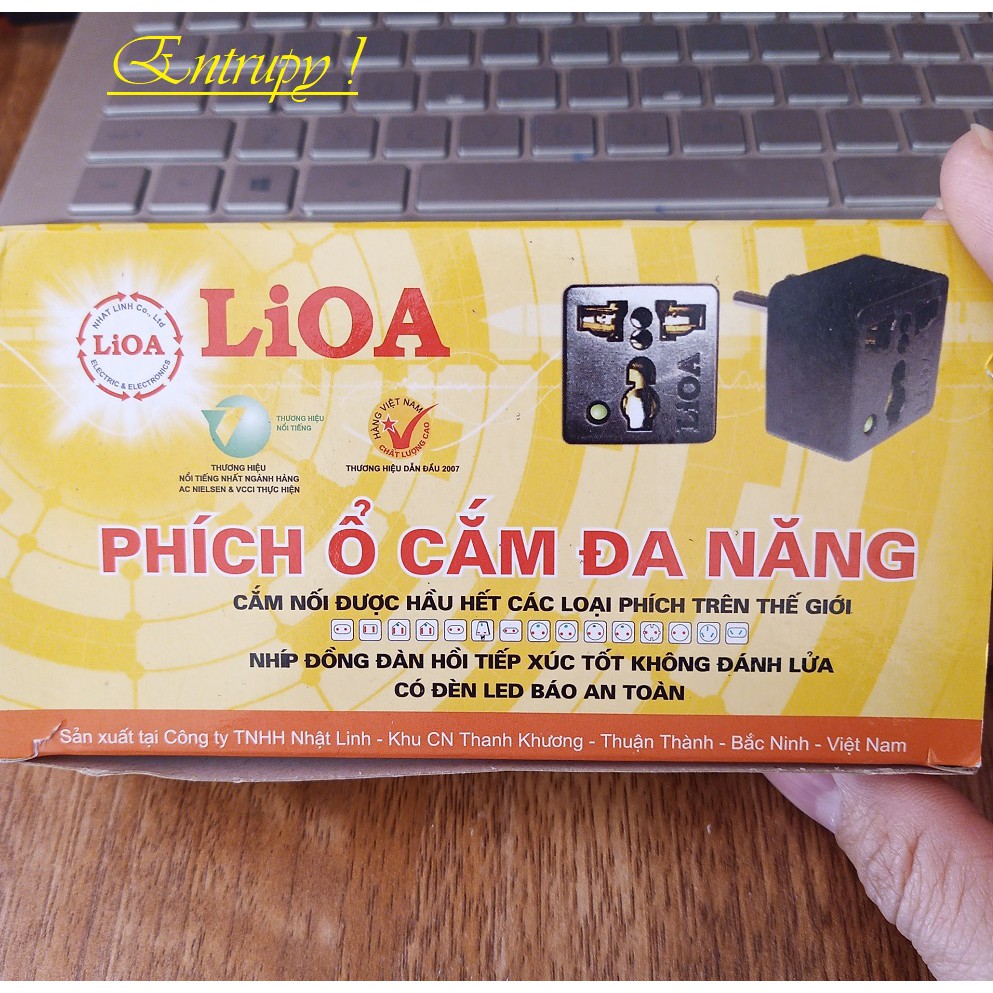 Entrupy !
NHAT LINH Co., Ltd
LiOA
ELECTRIC & ELECTRONICS
LiOA
THƯƠNG HIỆU
NỔI TIẾNG
THƯƠNG HIỆU
NỔI TIẾNG NHẤT NGÀNH HÀNG
AC NIELSEN & VCCI THỰC HIỆN
HÀNG VIỆT NAM
CHẤT LƯỢNG CAO
THƯƠNG HIỆU DẪN ĐẦU 2007
LiOA
PHÍCH Ổ CẮM ĐA NĂNG
CẮM NỐI ĐƯỢC HẦU HẾT CÁC LOẠI PHÍCH TRÊN THẾ GIỚI
NHÍP ĐỒNG ĐÀN HỒI TIẾP XÚC TỐT KHÔNG ĐÁNH LỬA
CÓ ĐÈN LED BÁO AN TOÀN
Sản xuất tại Công ty TNHH Nhật Linh - Khu CN Thanh Khương - Thuận Thành - Bắc Ninh - Việt Nam